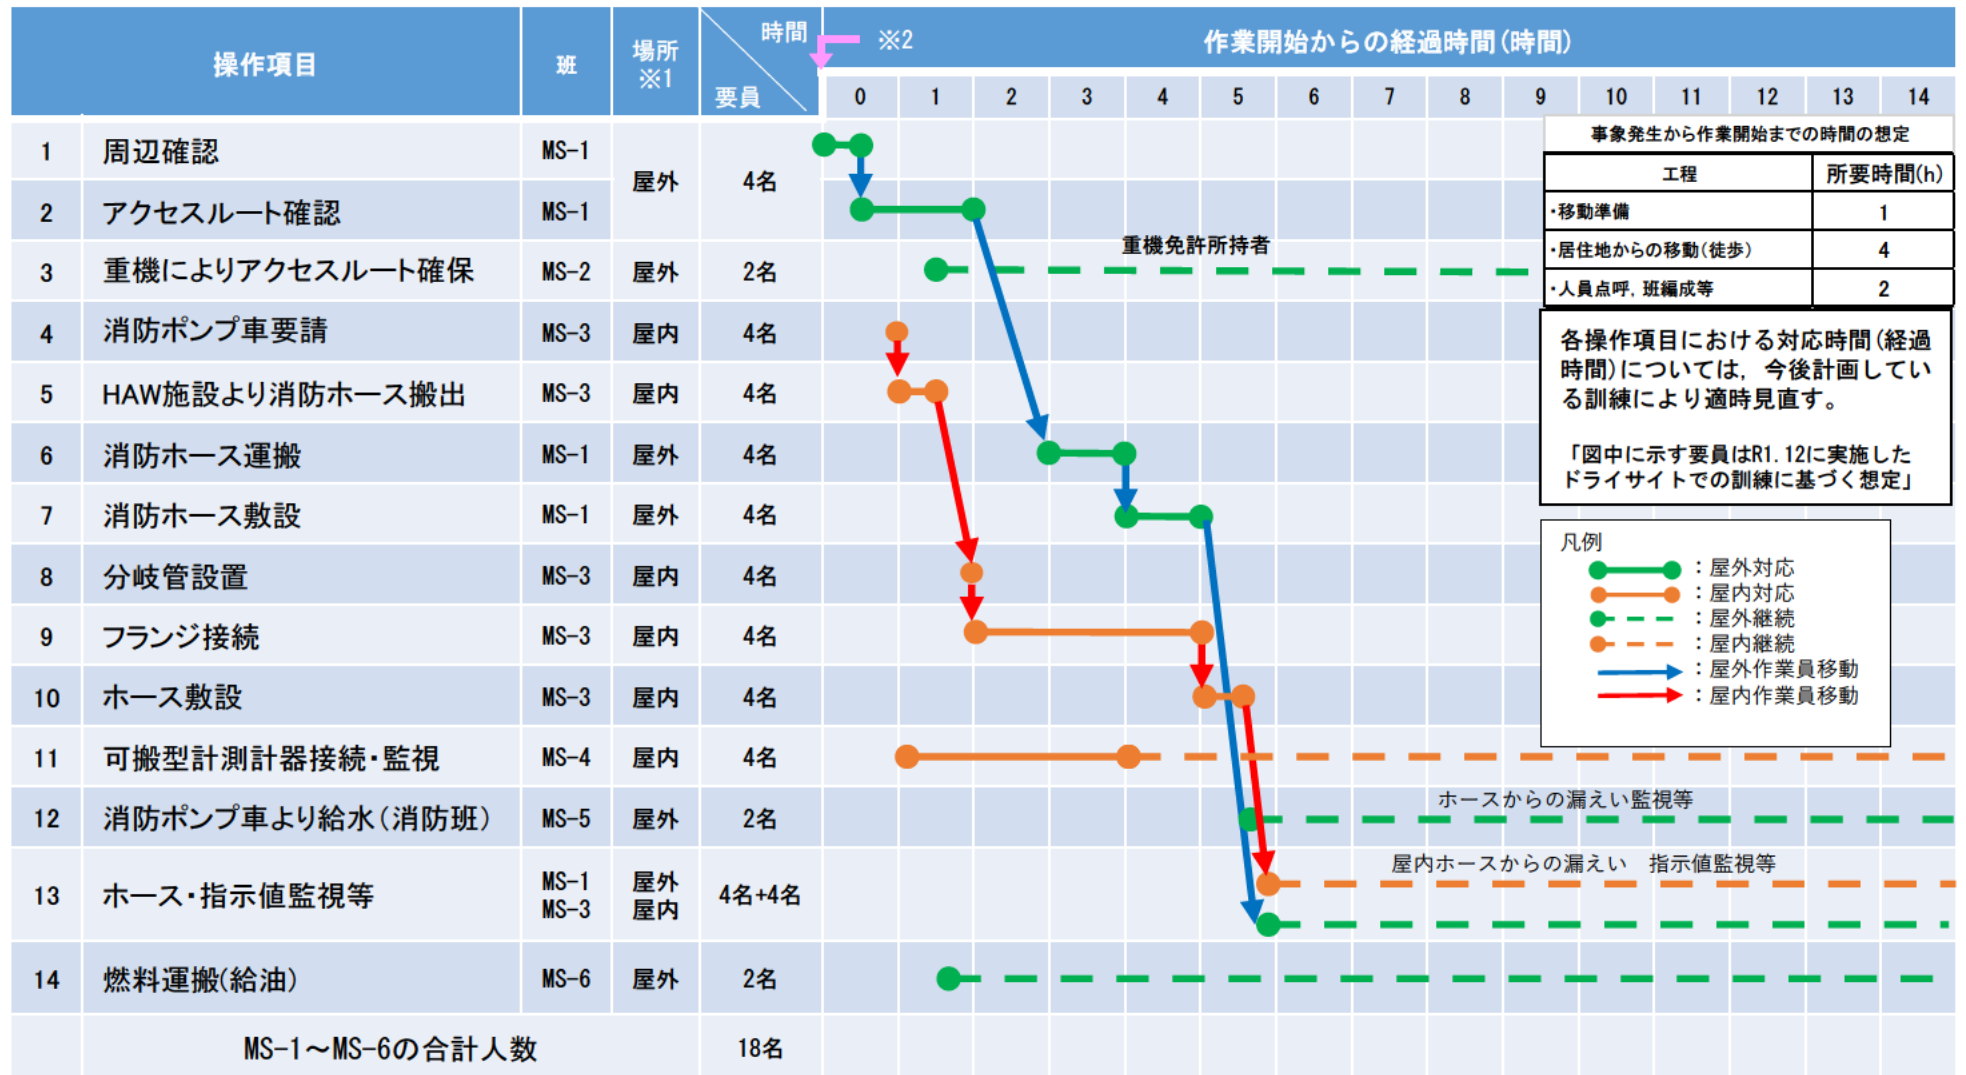 操作項目 班 場所 ※1 時間 要員 ※2 作業開始からの経過時間(時間)
0 1 2 3 4 5 6 7 8 9 10 11 12 13 14
1 周辺確認 MS-1 屋外 4名
2 アクセスルート確認 MS-1
3 重機によりアクセスルート確保 MS-2 屋外 2名 重機免許所持者
4 消防ポンプ車要請 MS-3 屋内 4名
5 HAW施設より消防ホース搬出 MS-3 屋内 4名
6 消防ホース運搬 MS-1 屋外 4名
7 消防ホース敷設 MS-1 屋外 4名
8 分岐管設置 MS-3 屋内 4名
9 フランジ接続 MS-3 屋内 4名
10 ホース敷設 MS-3 屋内 4名
11 可搬型計測計器接続・監視 MS-4 屋内 4名
12 消防ポンプ車より給水(消防班) MS-5 屋外 2名 ホースからの漏えい監視等
13 ホース・指示値監視等 MS-1 屋外 4名+4名 屋内ホースからの漏えい 指示値監視等
MS-3 屋内
14 燃料運搬(給油) MS-6 屋外 2名
MS-1～MS-6の合計人数 18名
事象発生から作業開始までの時間の想定
工程 所要時間(h)
・移動準備 1
・居住地からの移動(徒歩) 4
・人員点呼，班編成等 2
各操作項目における対応時間(経過
時間)については，今後計画してい
る訓練により適時見直す。
「図中に示す要員はR1.12に実施した
ドライサイトでの訓練に基づく想定」
凡例
：屋外対応
：屋内対応
：屋外継続
：屋内継続
：屋外作業員移動
：屋内作業員移動